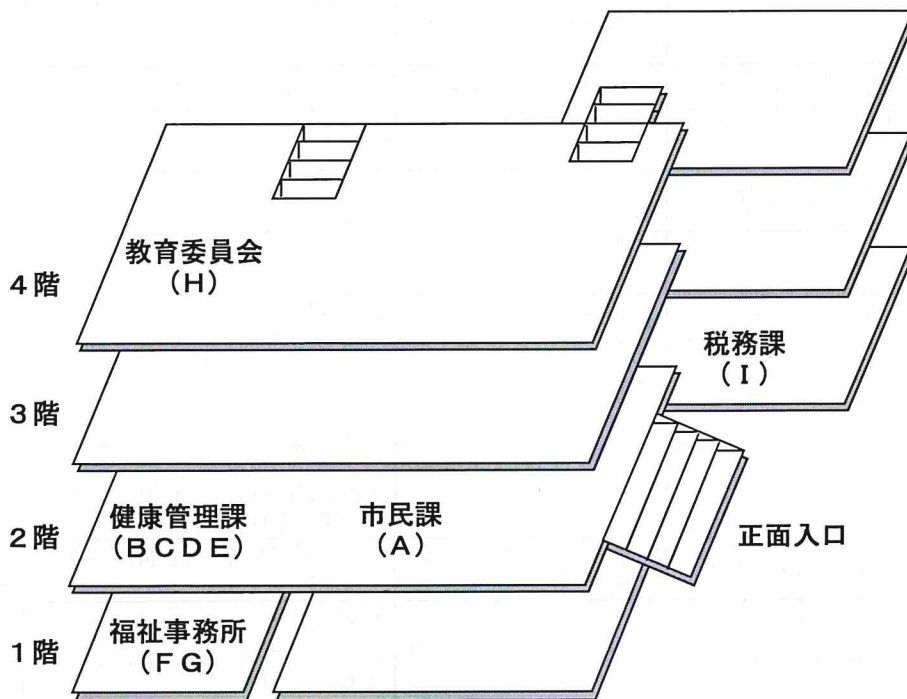 教育委員会
(H)
4階
税務課
(I)
3階
健康管理課
(BCDE)
市民課
(A)
2階
正面入口
福祉事務所
(FG)
1階